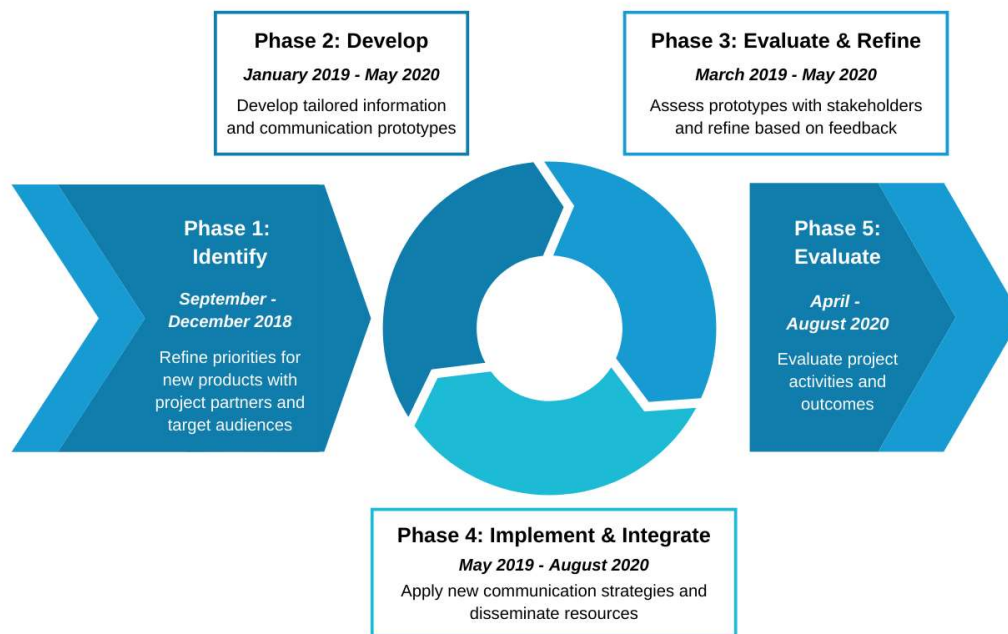 Phase 2: Develop
January 2019 - May 2020
Develop tailored information
and communication prototypes
Phase 3: Evaluate & Refine
March 2019 - May 2020
Assess prototypes with stakeholders
and refine based on feedback
Phase 1:
Identify
September -
December 2018
Refine priorities for
new products with
project partners and
target audiences
Phase 5:
Evaluate
April -
August 2020
Evaluate project
activities and
outcomes
Phase 4: Implement & Integrate
May 2019 - August 2020
Apply new communication strategies and
disseminate resources